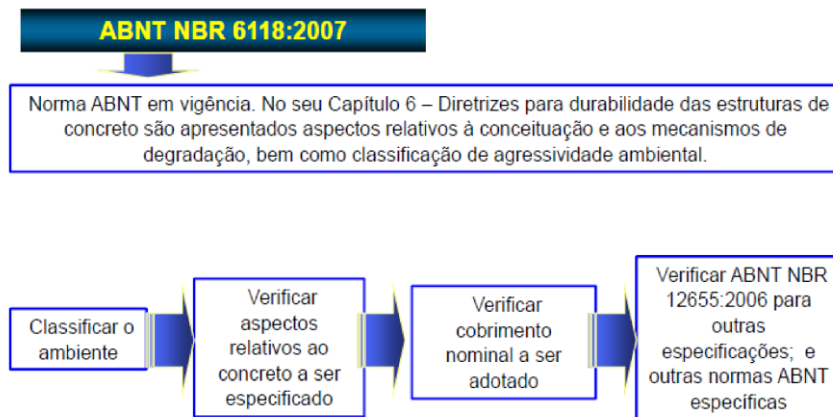 ABNT NBR 6118:2007
Norma ABNT em vigência. No seu Capítulo 6 – Diretrizes para durabilidade das estruturas de
concreto são apresentados aspectos relativos à conceituação e aos mecanismos de
degradação, bem como classificação de agressividade ambiental.
Classificar o
ambiente
Verificar
aspectos
relativos ao
concreto a ser
especificado
Verificar
cobrimento
nominal a ser
adotado
Verificar ABNT NBR
12655:2006 para
outras
especificações; e
outras normas ABNT
específicas